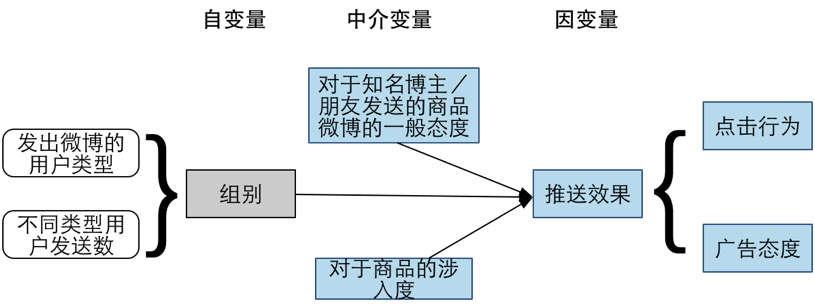 自变量
中介变量
因变量
对于知名博主／
朋友发送的商品
微博的一般态度
发出微博的
用户类型
不同类型用
户发送数
组别
推送效果
点击行为
广告态度
对于商品的涉
入度